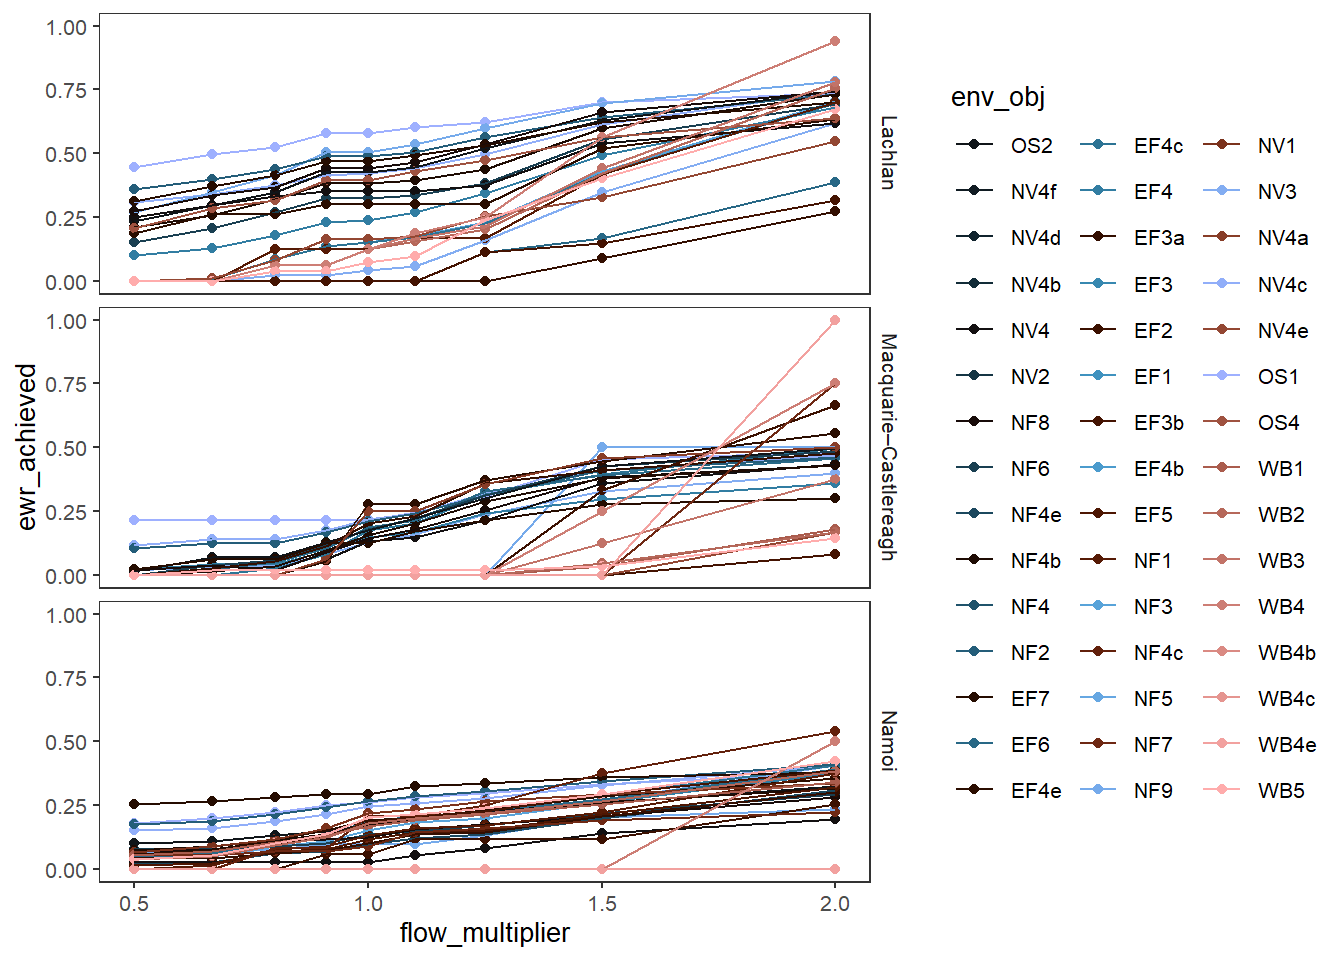 1.00
0.75
0.50
0.25
0.00
Lachlan
1.00
0.75
0.50
0.25
0.00
Macquarie−Castlereagh
1.00
0.75
0.50
0.25
0.00
Namoi
0.5 1.0 1.5 2.0
flow_multiplier
ewr_achieved
env_obj
OS2 EF4c NV1
NV4f EF4 NV3
NV4d EF3a NV4a
NV4b EF3 NV4c
NV4 EF2 NV4e
NV2 EF1 OS1
NF8 EF3b OS4
NF6 EF4b WB1
NF4e EF5 WB2
NF4b NF1 WB3
NF4 NF3 WB4
NF2 NF4c WB4b
EF7 NF5 WB4c
EF6 NF7 WB4e
EF4e NF9 WB5